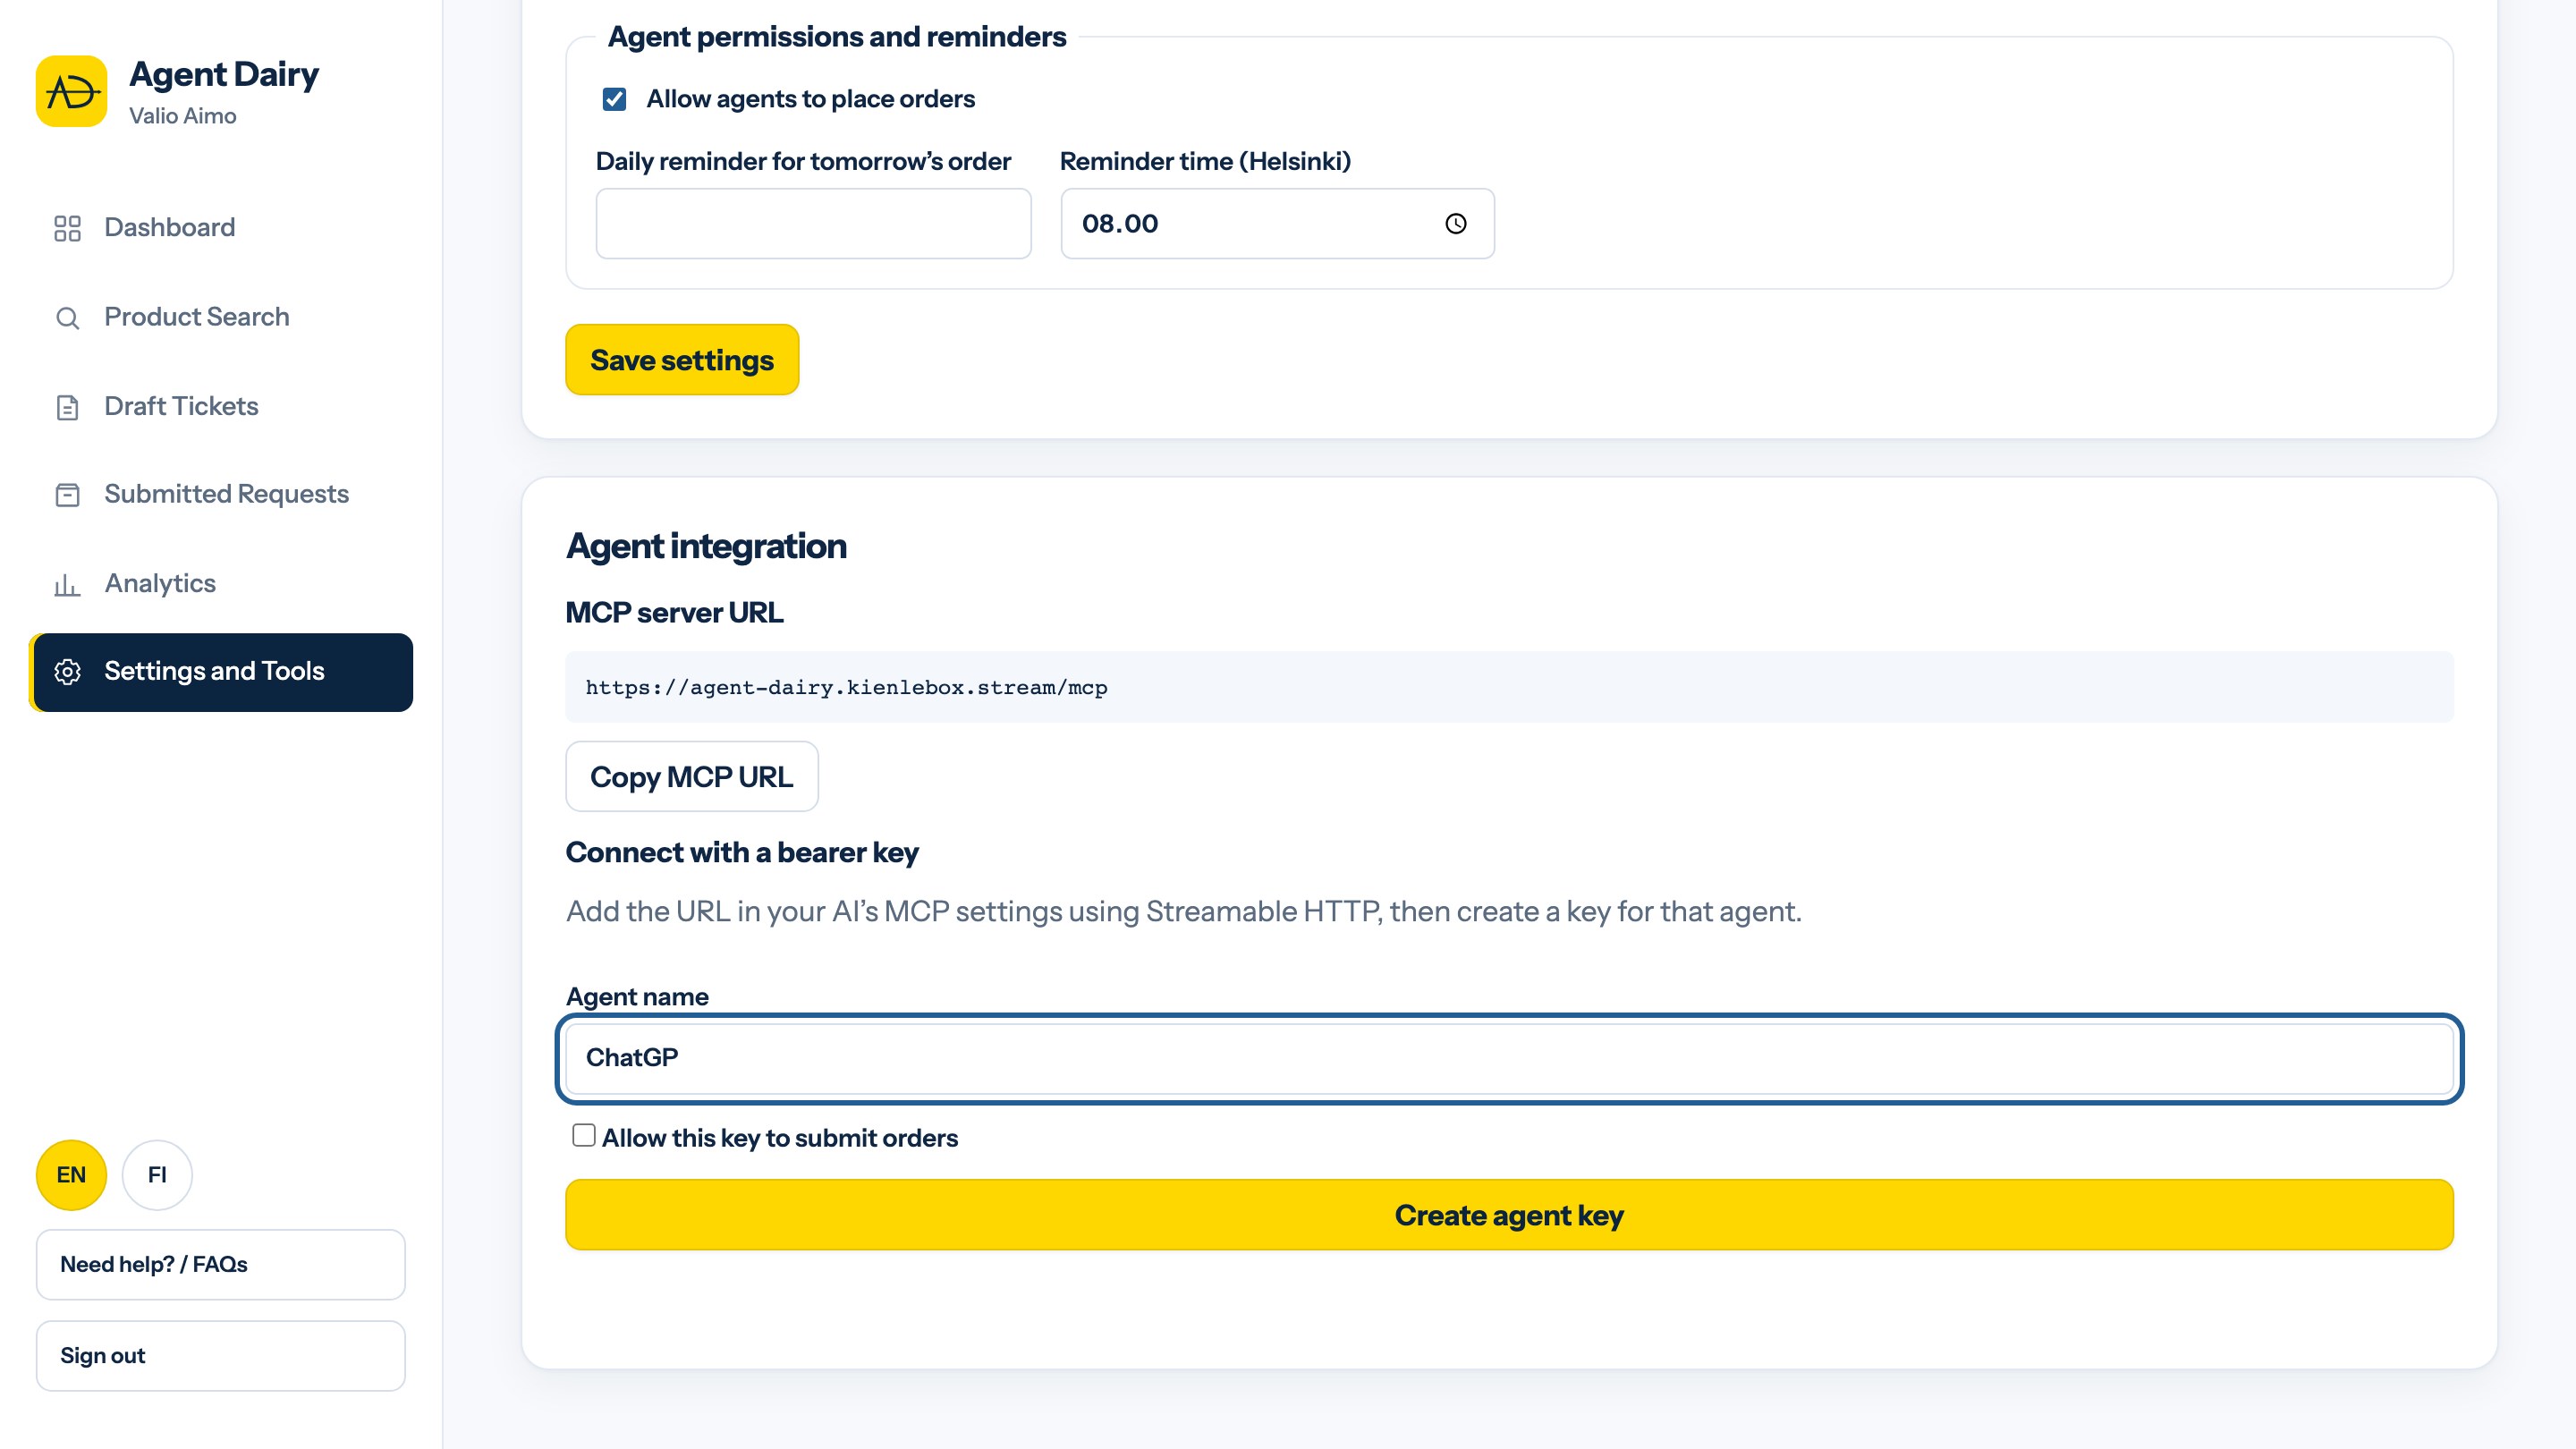 Agent Dairy
Valio Aimo
Dashboard
Product Search
Draft Tickets
Submitted Requests
Analytics
Settings and Tools
EN
FI
Need help? / FAQs
Sign out
Agent permissions and reminders
Allow agents to place orders
Daily reminder for tomorrow’s order
Reminder time (Helsinki)
08.00
Save settings
Agent integration
MCP server URL
https://agent-dairy.kienlebox.stream/mcp
Copy MCP URL
Connect with a bearer key
Add the URL in your AI’s MCP settings using Streamable HTTP, then create a key for that agent.
Agent name
ChatGP
Allow this key to submit orders
Create agent key